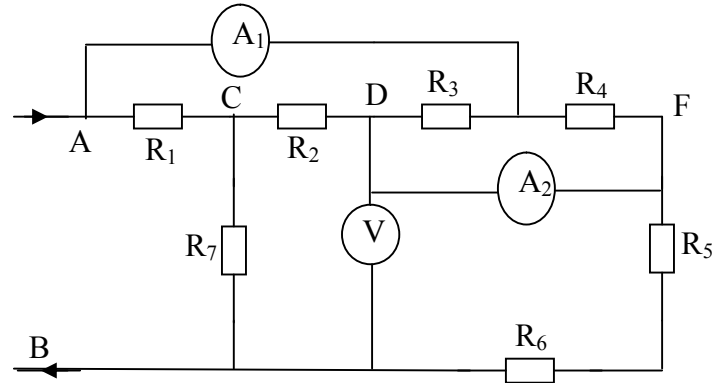 A₁
C D R₃ R₄ F
A R₁ R₂
A₂
R₇ V R₅
B R₆